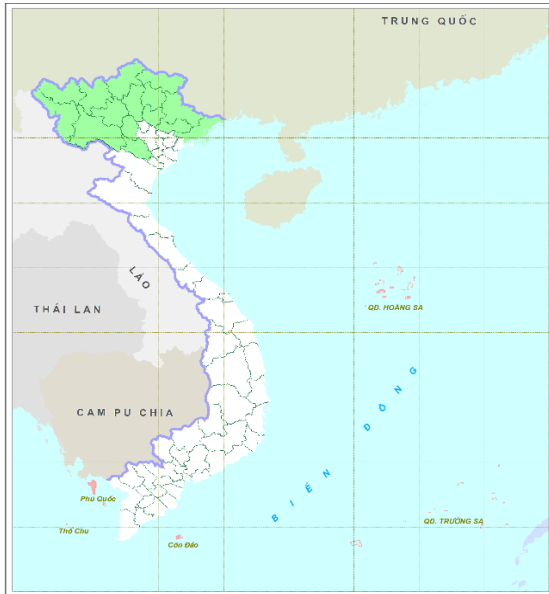 TRUNG QUỐC
LÀO
QĐ. HOÀNG SA
THÁI LAN
CAM PU CHIA
BIỂN ĐÔNG
Phú Quốc
Thổ Chu
Côn Đảo
QĐ. TRƯỜNG SA